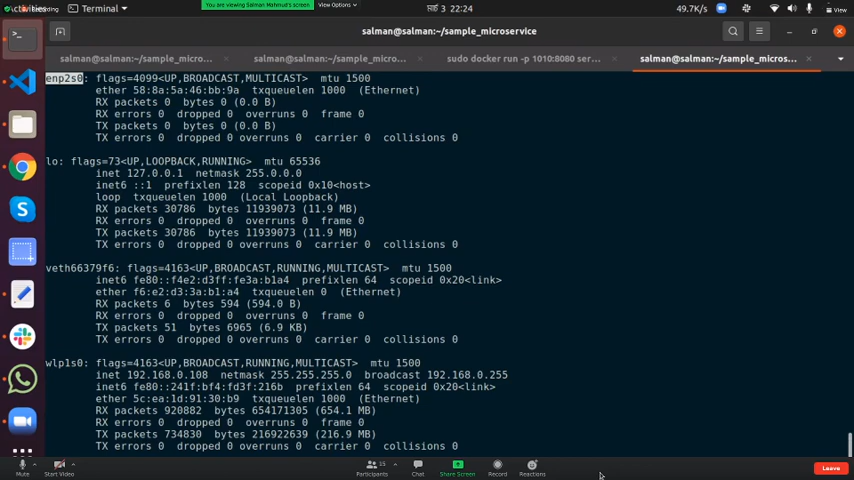 Activities
Terminal
You are viewing Salman Mahmud's screen
View Options
3 22:24
49.7K/s
View
salman@salman:~/sample_microservice
salman@salman:~/sample_micro...
salman@salman:~/sample_micro...
sudo docker run -p 1010:8080 ser...
salman@salman:~/sample_micros...
enp2s0: flags=4099<UP,BROADCAST,MULTICAST> mtu 1500
ether 58:8a:5a:46:bb:9a txqueuelen 1000 (Ethernet)
RX packets 0 bytes 0 (0.0 B)
RX errors 0 dropped 0 overruns 0 frame 0
TX packets 0 bytes 0 (0.0 B)
TX errors 0 dropped 0 overruns 0 carrier 0 collisions 0
lo: flags=73<UP,LOOPBACK,RUNNING> mtu 65536
inet 127.0.0.1 netmask 255.0.0.0
inet6 ::1 prefixlen 128 scopeid 0x10<host>
loop txqueuelen 1000 (Local Loopback)
RX packets 30786 bytes 11939073 (11.9 MB)
RX errors 0 dropped 0 overruns 0 frame 0
TX packets 30786 bytes 11939073 (11.9 MB)
TX errors 0 dropped 0 overruns 0 carrier 0 collisions 0
veth66379f6: flags=4163<UP,BROADCAST,RUNNING,MULTICAST> mtu 1500
inet6 fe80::f4e2:d3ff:fe3a:b1a4 prefixlen 64 scopeid 0x20<link>
ether f6:e2:d3:3a:b1:a4 txqueuelen 0 (Ethernet)
RX packets 6 bytes 594 (594.0 B)
RX errors 0 dropped 0 overruns 0 frame 0
TX packets 51 bytes 6965 (6.9 KB)
TX errors 0 dropped 0 overruns 0 carrier 0 collisions 0
wlp1s0: flags=4163<UP,BROADCAST,RUNNING,MULTICAST> mtu 1500
inet 192.168.0.108 netmask 255.255.255.0 broadcast 192.168.0.255
inet6 fe80::241f:bf4:fd3f:216b prefixlen 64 scopeid 0x20<link>
ether 5c:ea:1d:91:30:b9 txqueuelen 1000 (Ethernet)
RX packets 920882 bytes 654171305 (654.1 MB)
RX errors 0 dropped 0 overruns 0 frame 0
TX packets 734830 bytes 216922639 (216.9 MB)
TX errors 0 dropped 0 overruns 0 carrier 0 collisions 0
Mute
Start Video
15
Participants
Chat
Share Screen
Record
Reactions
Leave